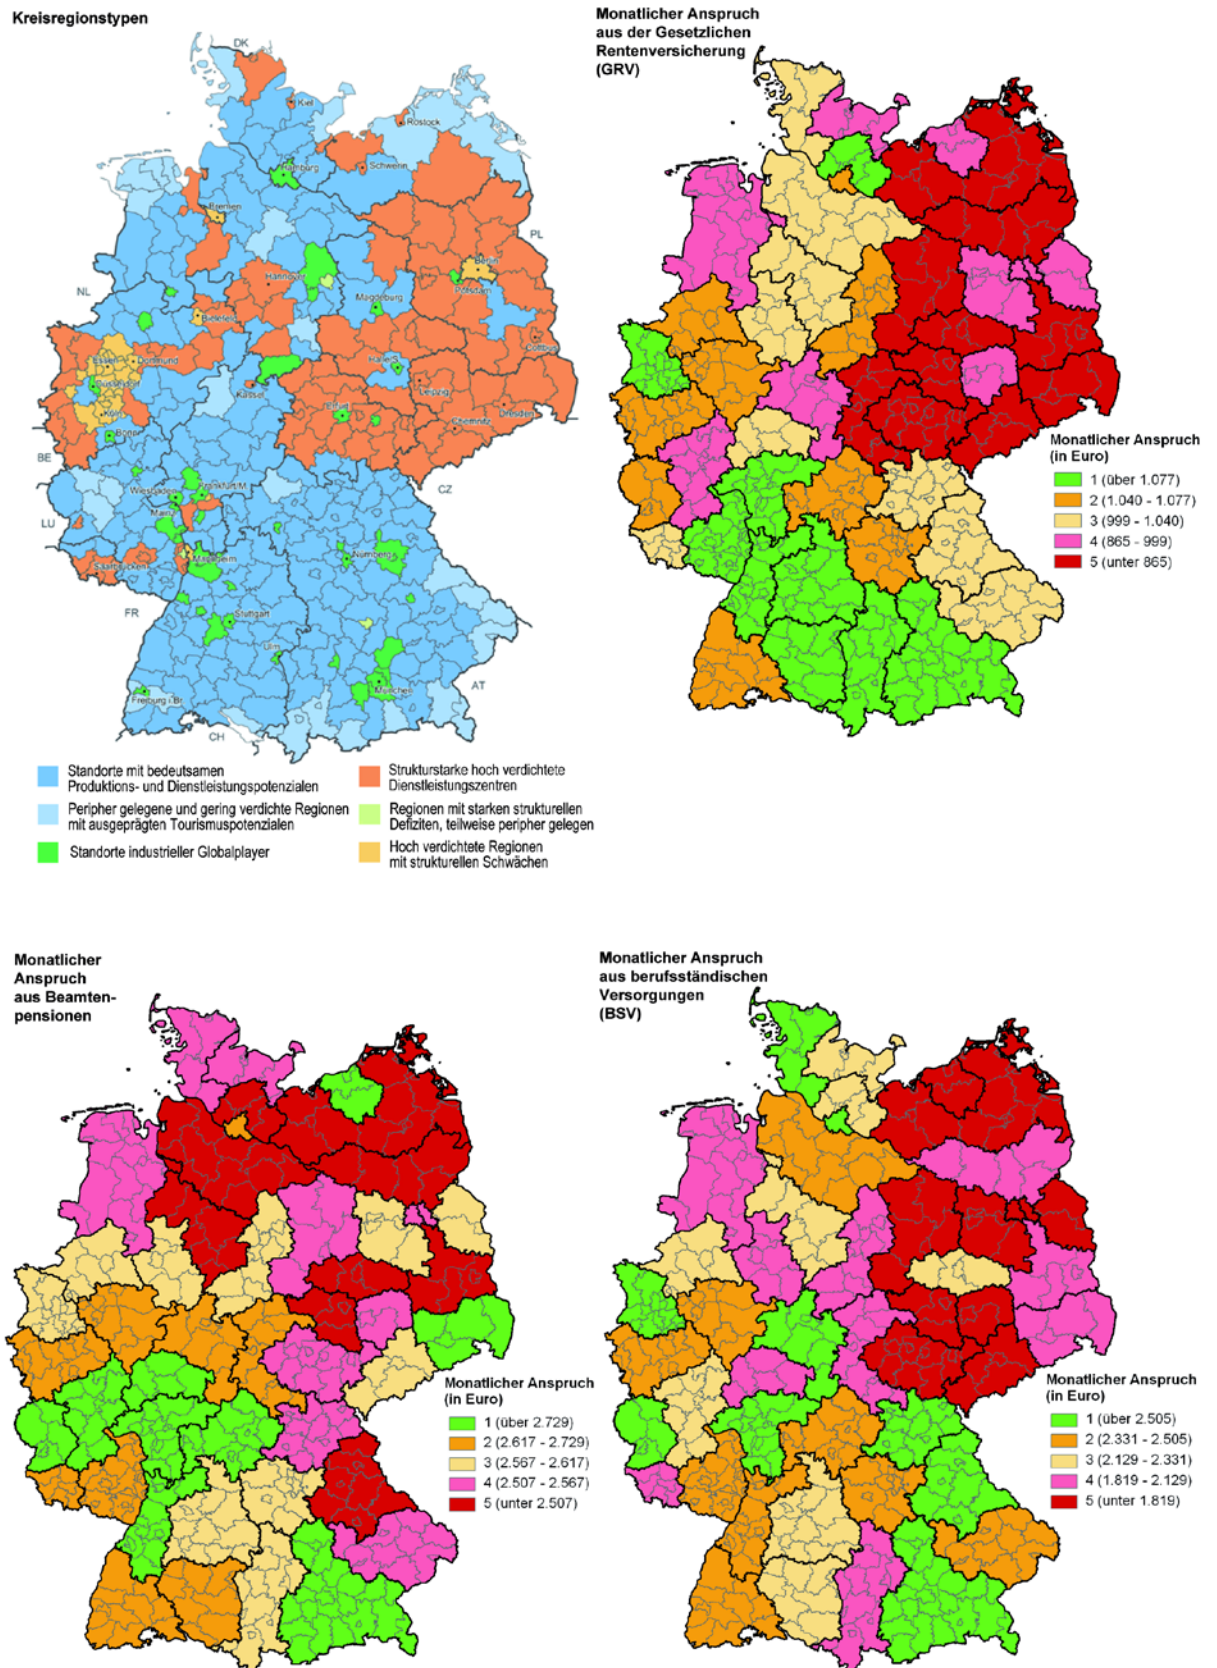 Kreisregionstypen
DK
Kiel
Rostock
Schwerin
Hamburg
Bremen
PL
Berlin
Potsdam
Hannover
Magdeburg
NL
Bielefeld
Cottbus
Essen
Dortmund
Halle/S.
Düsseldorf
Leipzig
Kassel
Köln
Erfurt
Dresden
Chemnitz
Bonn
BE
Wiesbaden
Frankfurt/M.
CZ
Mainz
LU
Saarbrücken
Mannheim
Nürnberg
FR
Stuttgart
Ulm
München
AT
Freiburg i.Br.
CH
Standorte mit bedeutsamen
Produktions- und Dienstleistungspotenzialen
Peripher gelegene und gering verdichte Regionen
mit ausgeprägten Tourismuspotenzialen
Standorte industrieller Globalplayer
Strukturstarke hoch verdichtete
Dienstleistungszentren
Regionen mit starken strukturellen
Defiziten, teilweise peripher gelegen
Hoch verdichtete Regionen
mit strukturellen Schwächen
Monatlicher Anspruch
aus der Gesetzlichen
Rentenversicherung
(GRV)
Monatlicher Anspruch
(in Euro)
1 (über 1.077)
2 (1.040 - 1.077)
3 (999 - 1.040)
4 (865 - 999)
5 (unter 865)
Monatlicher
Anspruch
aus Beamten-
pensionen
Monatlicher Anspruch
(in Euro)
1 (über 2.729)
2 (2.617 - 2.729)
3 (2.567 - 2.617)
4 (2.507 - 2.567)
5 (unter 2.507)
Monatlicher Anspruch
aus berufsständischen
Versorgungen
(BSV)
Monatlicher Anspruch
(in Euro)
1 (über 2.505)
2 (2.331 - 2.505)
3 (2.129 - 2.331)
4 (1.819 - 2.129)
5 (unter 1.819)